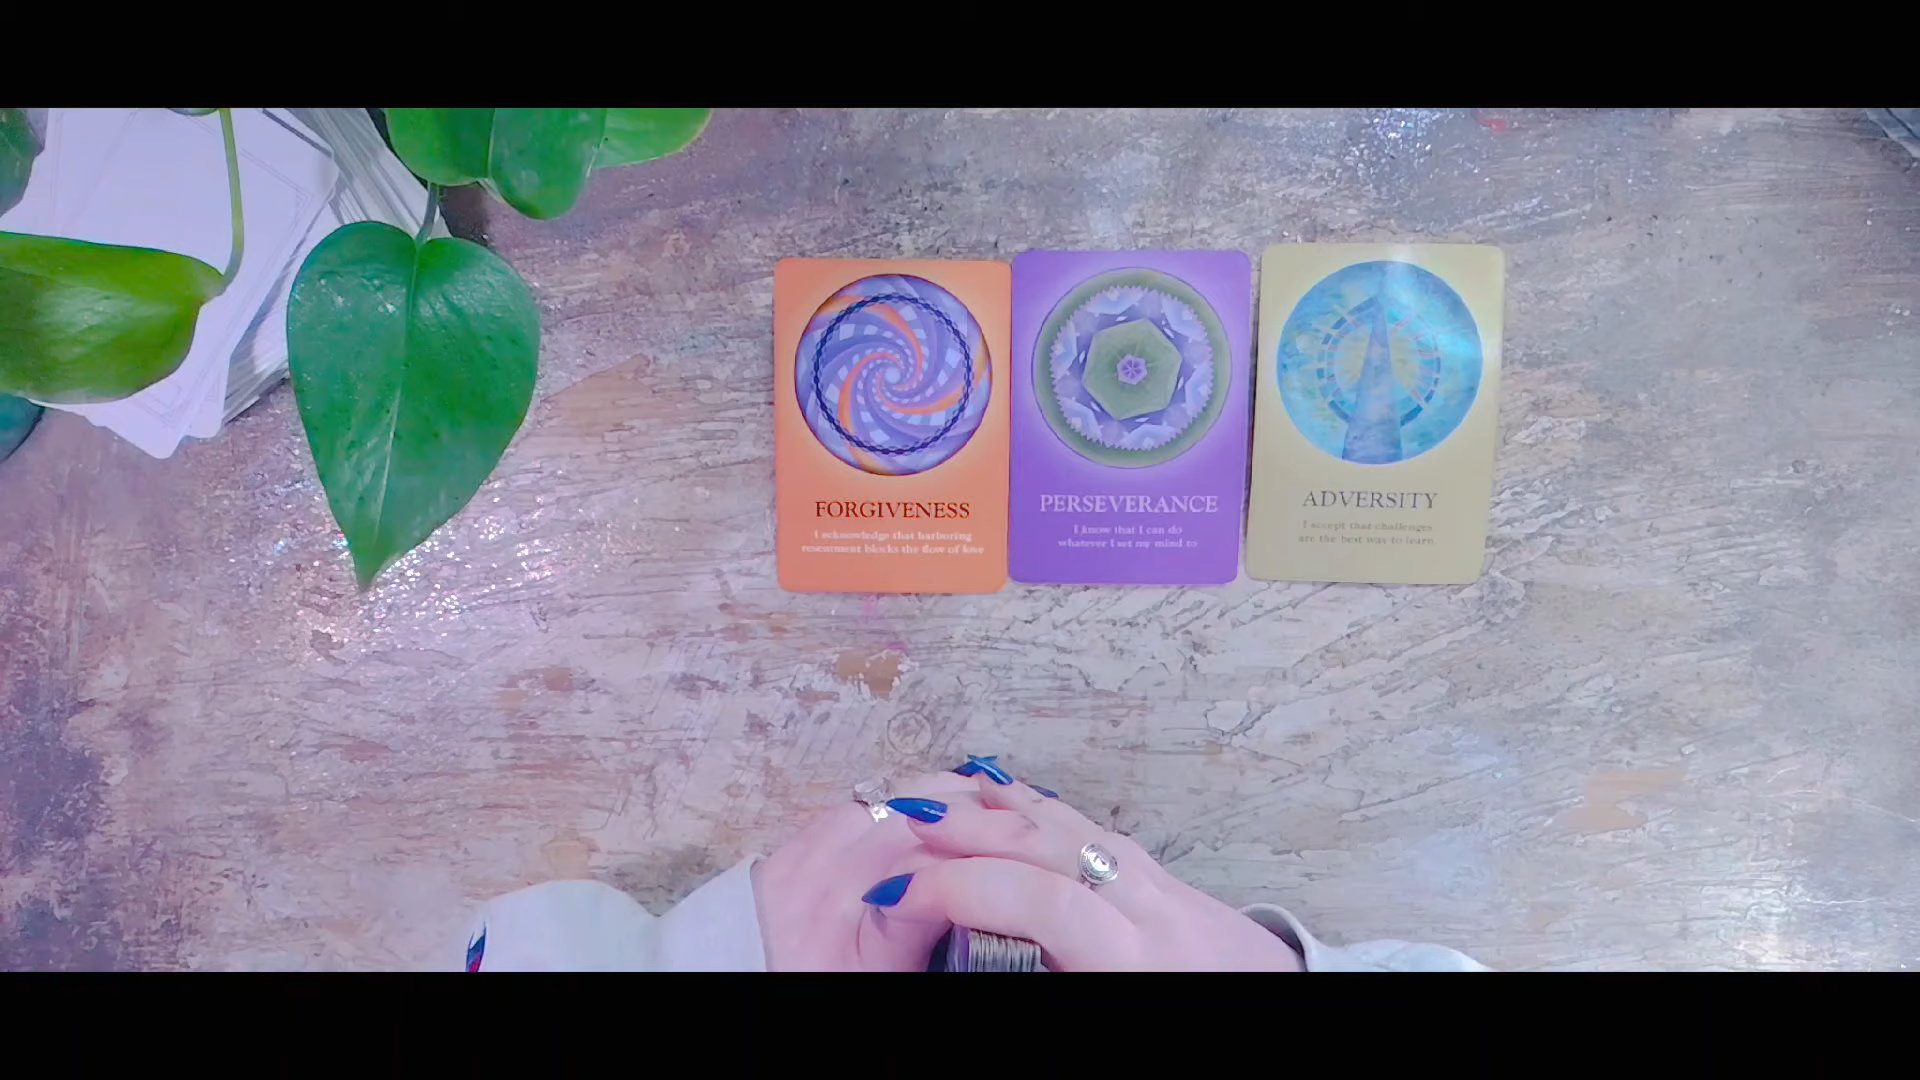 FORGIVENESS
I acknowledge that harboring
resentment blocks the flow of love
PERSEVERANCE
I know that I can do
whatever I set my mind to
ADVERSITY
I accept that challenges
are the best way to learn.